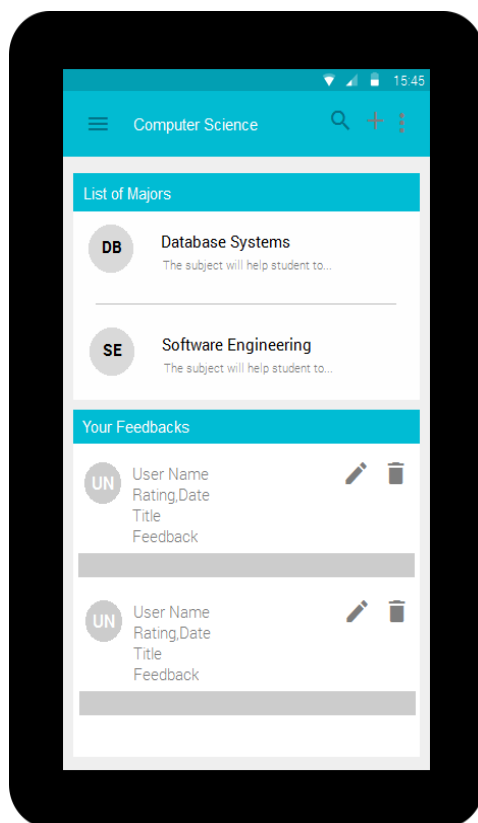 15:45
Computer Science
List of Majors
DB
Database Systems
The subject will help student to...
SE
Software Engineering
The subject will help student to...
Your Feedbacks
UN
User Name
Rating,Date
Title
Feedback
UN
User Name
Rating,Date
Title
Feedback